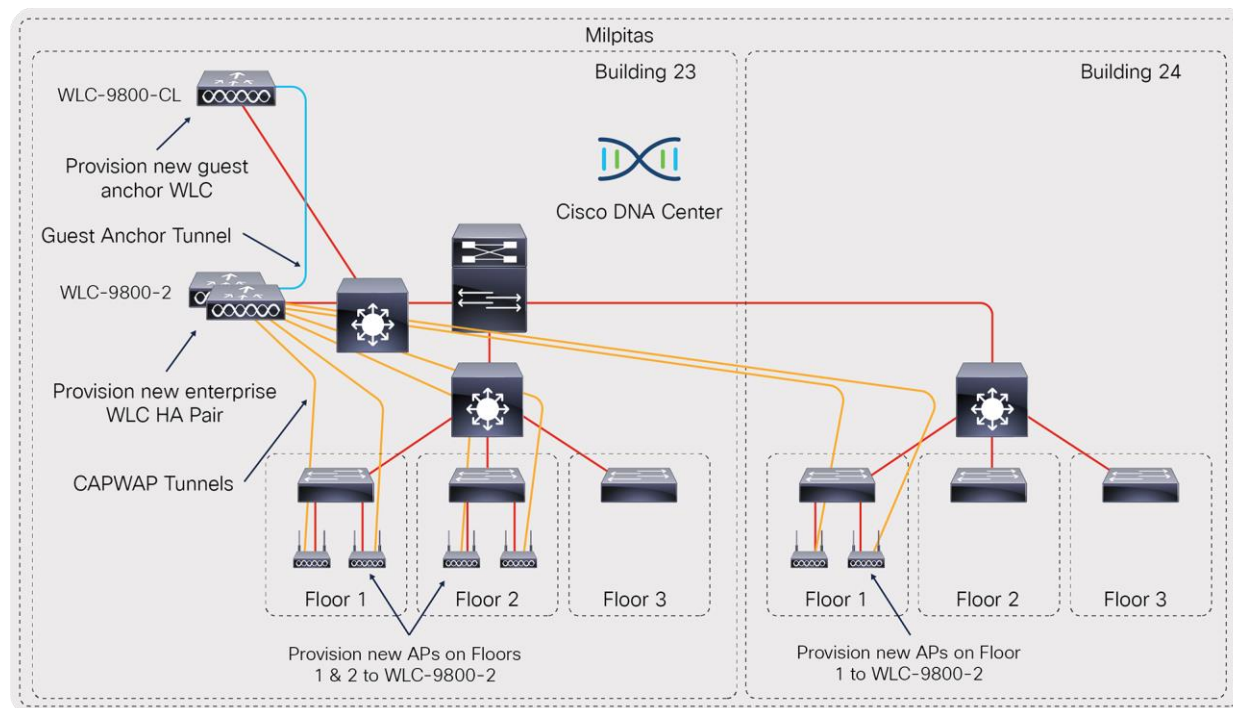 Milpitas
Building 23
Building 24
WLC-9800-CL
Provision new guest
anchor WLC
Cisco DNA Center
Guest Anchor Tunnel
WLC-9800-2
Provision new enterprise
WLC HA Pair
CAPWAP Tunnels
Floor 1
Floor 2
Floor 3
Floor 1
Floor 2
Floor 3
Provision new APs on Floors
1 & 2 to WLC-9800-2
Provision new APs on Floor
1 to WLC-9800-2